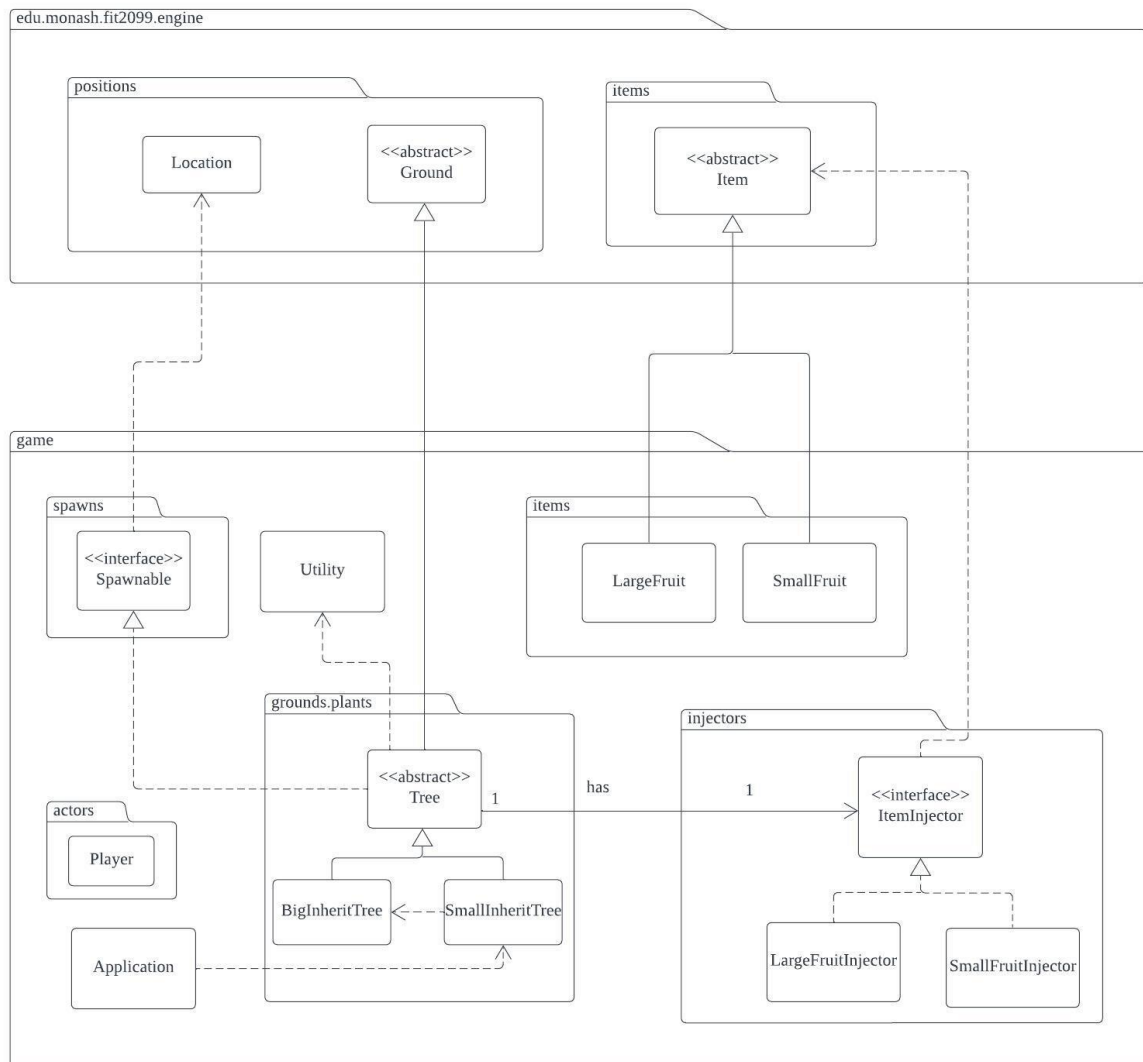 edu.monash.fit2099.engine
positions
items
Location
<<abstract>>
Ground
<<abstract>>
Item
game
spawns
<<interface>>
Spawnable
Utility
items
LargeFruit
SmallFruit
grounds.plants
<<abstract>>
Tree
1
has
1
injectors
<<interface>>
ItemInjector
actors
Player
BigInheritTree
SmallInheritTree
Application
LargeFruitInjector
SmallFruitInjector